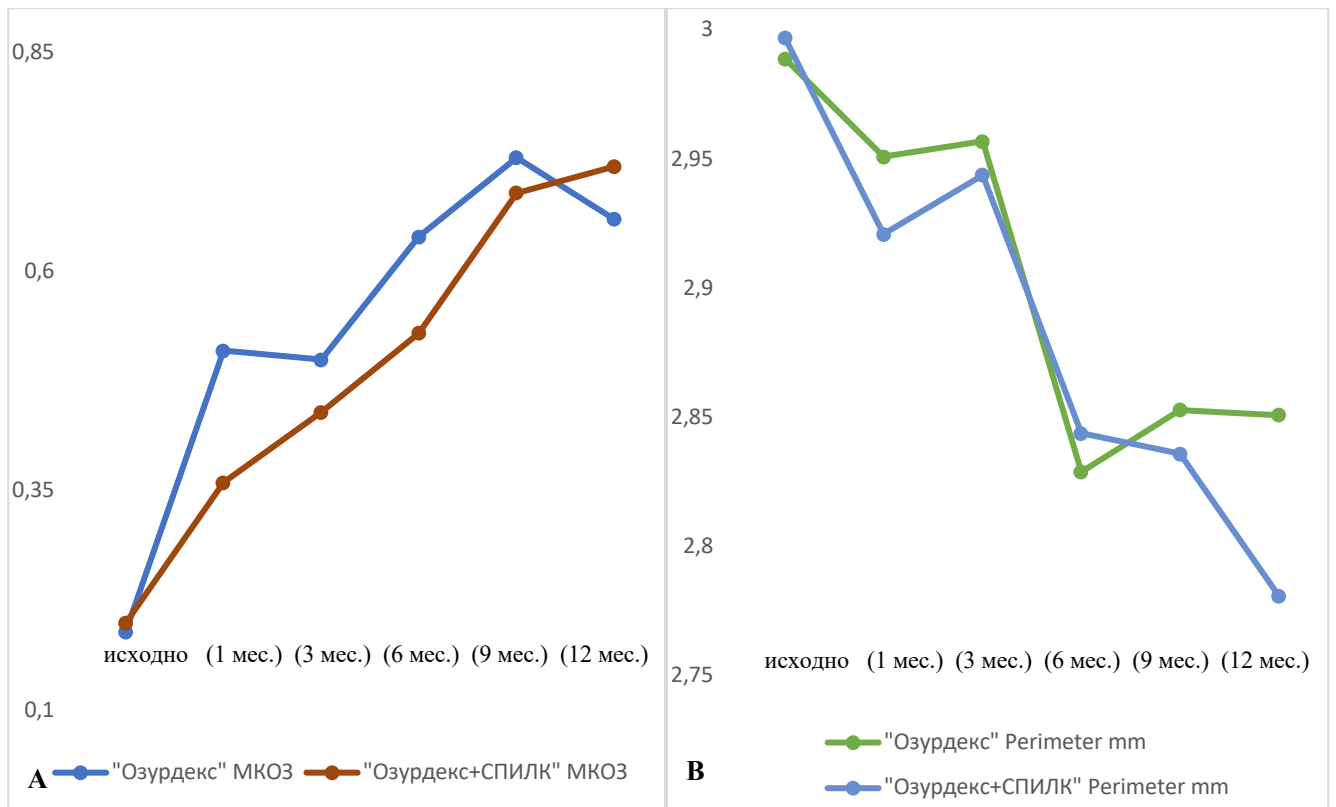 0,85
0,6
0,35
0,1
исходно (1 мес.) (3 мес.) (6 мес.) (9 мес.) (12 мес.)
"Озурдекс" МКОЗ "Озурдекс+СПИЛК" МКОЗ
А
3
2,95
2,9
2,85
2,8
2,75
исходно (1 мес.) (3 мес.) (6 мес.) (9 мес.) (12 мес.)
"Озурдекс" Perimeter mm
"Озурдекс+СПИЛК" Perimeter mm
В